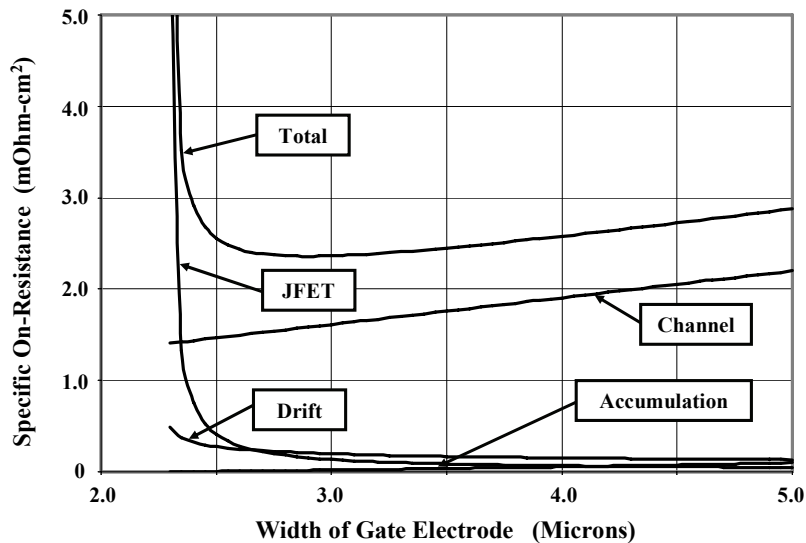 Specific On-Resistance (mOhm-cm²)
5.0
4.0
3.0
2.0
1.0
0
Total
JFET
Channel
Drift
Accumulation
2.0
3.0
4.0
5.0
Width of Gate Electrode (Microns)